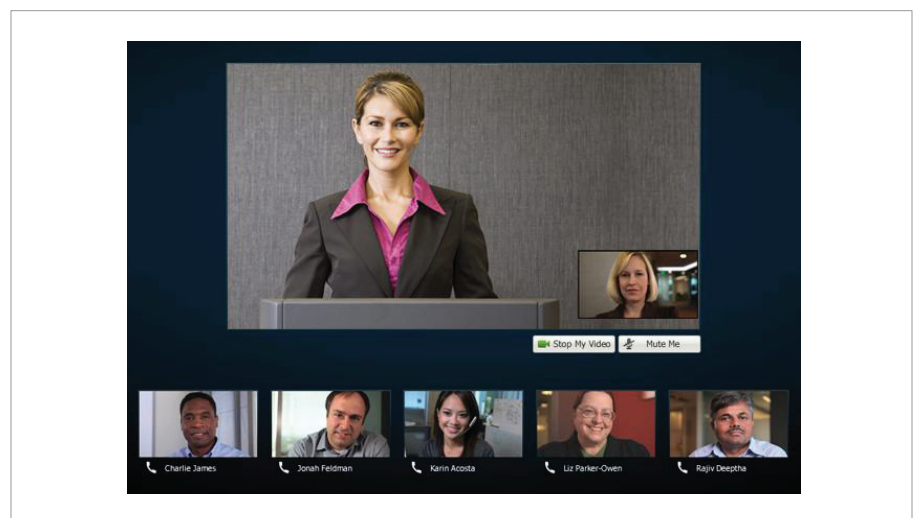 Stop My Video
Mute Me
Charlie James
Jonah Feldman
Karin Acosta
Liz Parker-Owen
Rajiv Deeptha